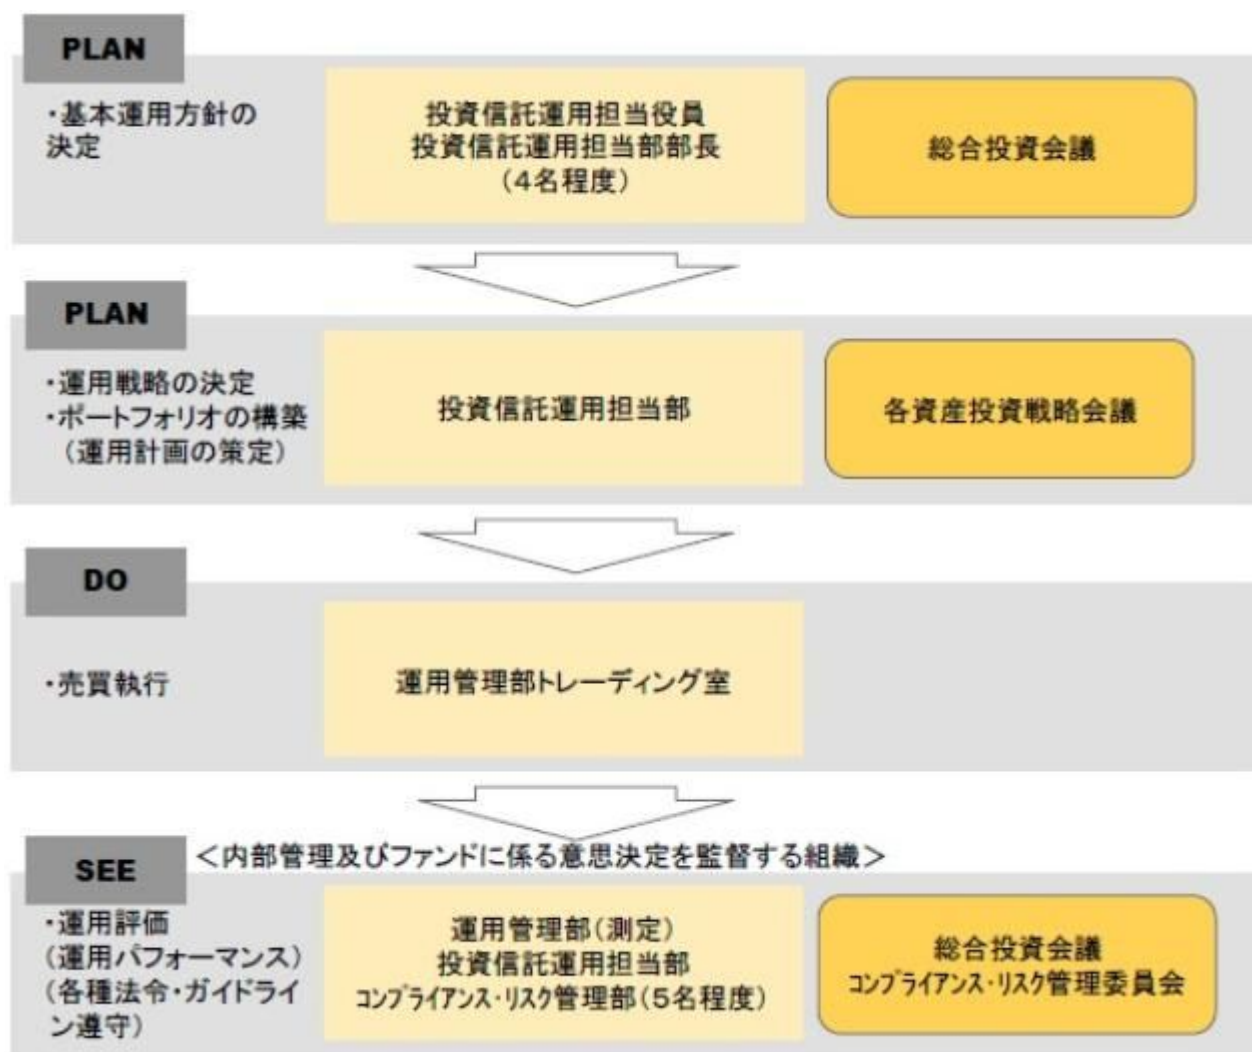 PLAN
・基本運用方針の
決定
投資信託運用担当役員
投資信託運用担当部部長
(4名程度)
総合投資会議
PLAN
・運用戦略の決定
・ポートフォリオの構築
(運用計画の策定)
投資信託運用担当部
各資産投資戦略会議
DO
・売買執行
運用管理部トレーディング室
SEE
＜内部管理及びファンドに係る意思決定を監督する組織＞
・運用評価
(運用パフォーマンス)
(各種法令・ガイドライ
ン遵守)
運用管理部(測定)
投資信託運用担当部
コンプライアンス・リスク管理部(5名程度)
総合投資会議
コンプライアンス・リスク管理委員会